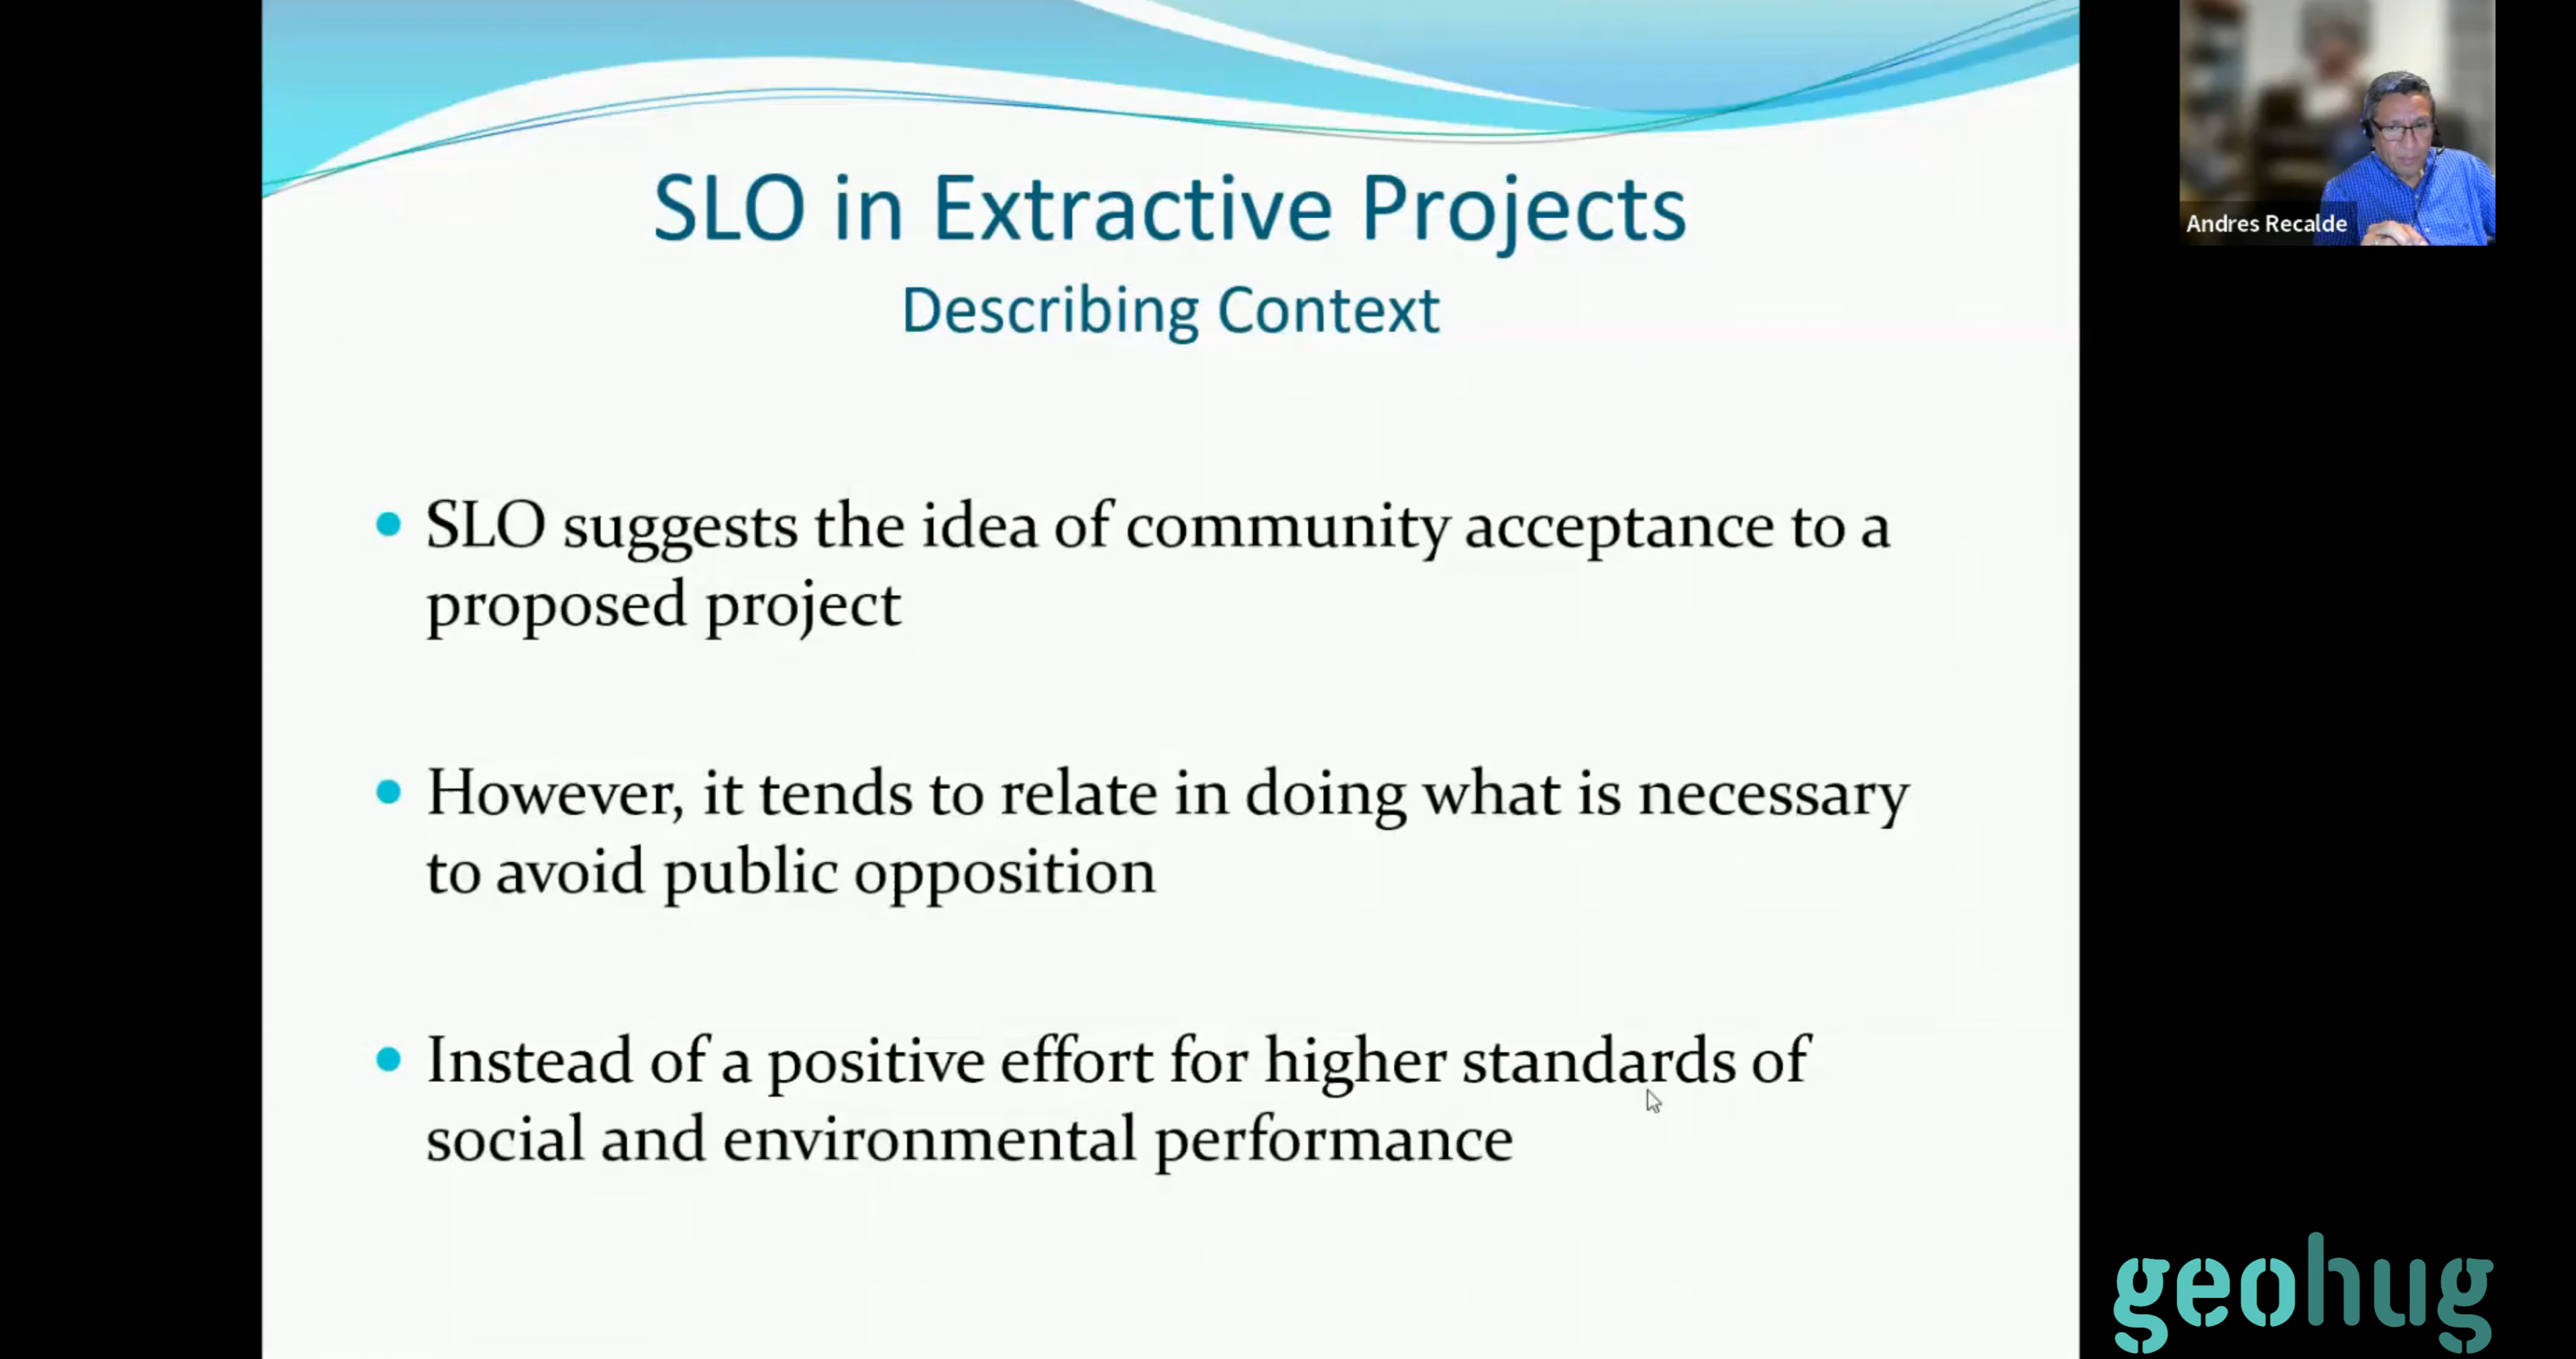 SLO in Extractive Projects
Describing Context
Andres Recalde
• SLO suggests the idea of community acceptance to a
proposed project
• However, it tends to relate in doing what is necessary
to avoid public opposition
• Instead of a positive effort for higher standards of
social and environmental performance
geohug